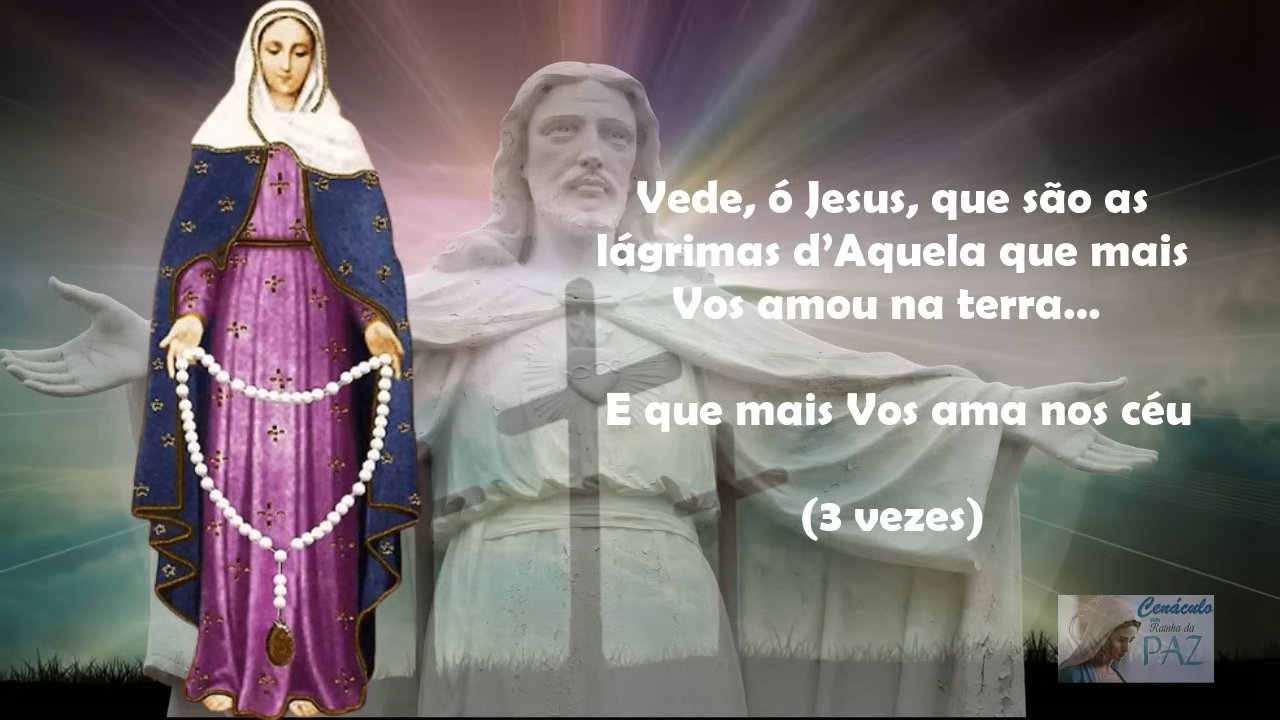 Vede, ó Jesus, que são as
lágrimas d’Aquela que mais
Vos amou na terra...
E que mais Vos ama nos céu
(3 vezes)
Cenáculo
Rainha da
PAZ